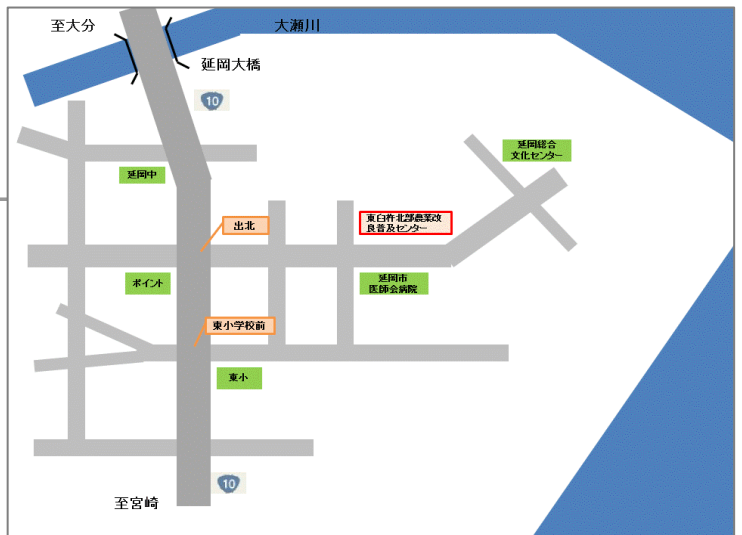 至大分
大瀬川
延岡大橋
10
延岡総合
文化センター
延岡中
東臼杵北部農業改
良普及センター
出北
ポイント
延岡市
医師会病院
東小学校前
東小
10
至宮崎